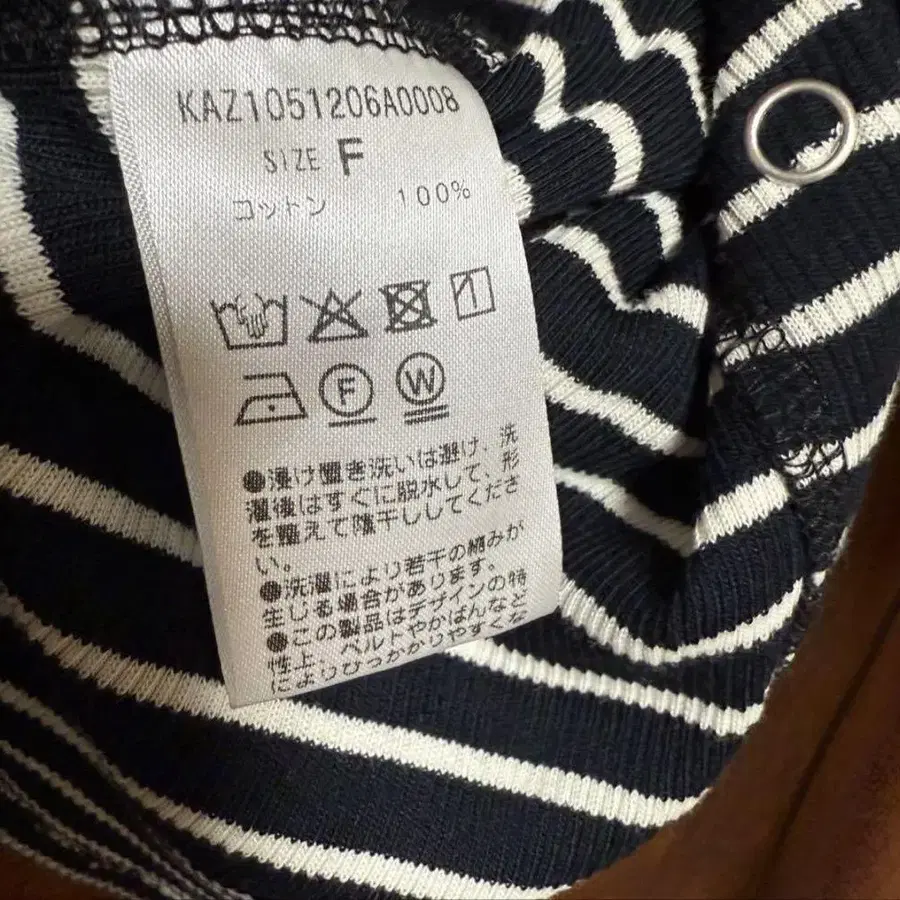 KAZ1051206A0008
SIZE F
コットン 100%
F W
●浸け置き洗いは避け、洗
濯後はすぐに脱水して、形
を整えて陰干ししてくださ
い。
●洗濯により若干の縮みが
生じる場合があります。
●この製品はデザインの特
性上、ベルトやかばんなど
によりひっかかりやすくな